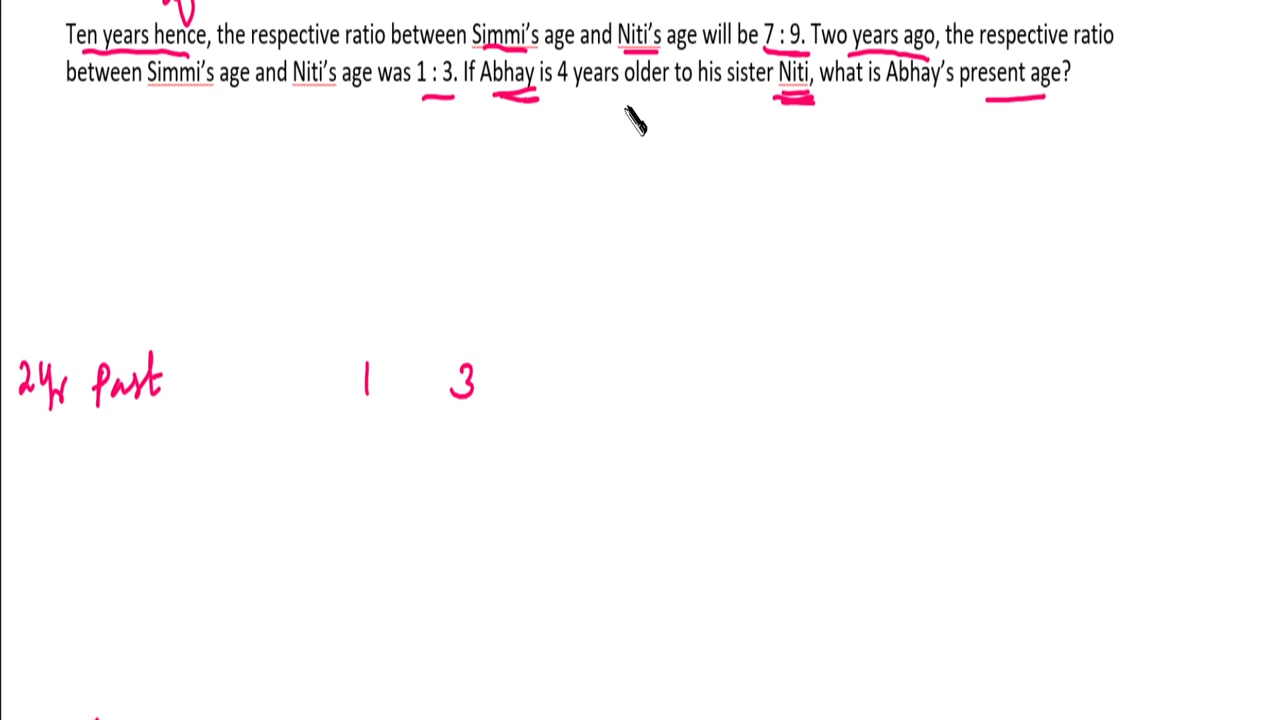 Ten years hence, the respective ratio between Simmi's age and Niti's age will be 7 : 9. Two years ago, the respective ratio
between Simmi's age and Niti's age was 1 : 3. If Abhay is 4 years older to his sister Niti, what is Abhay's present age?
2yr Past 1 3